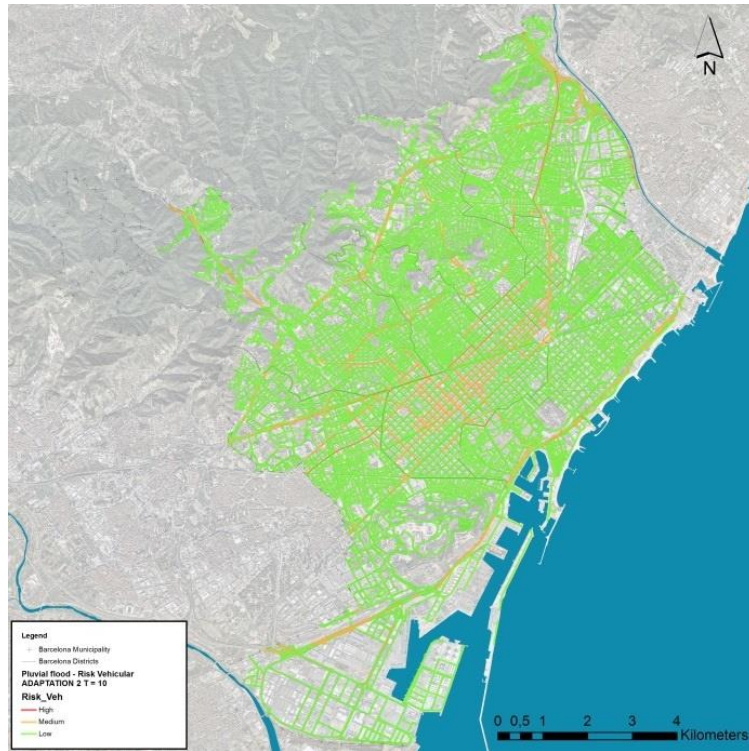 N
Legend
Barcelona Municipality
Barcelona Districts
Pluvial flood - Risk Vehicular
ADAPTATION 2 T = 10
Risk_Veh
High
Medium
Low
0 0,5 1 2 3 4
Kilometers